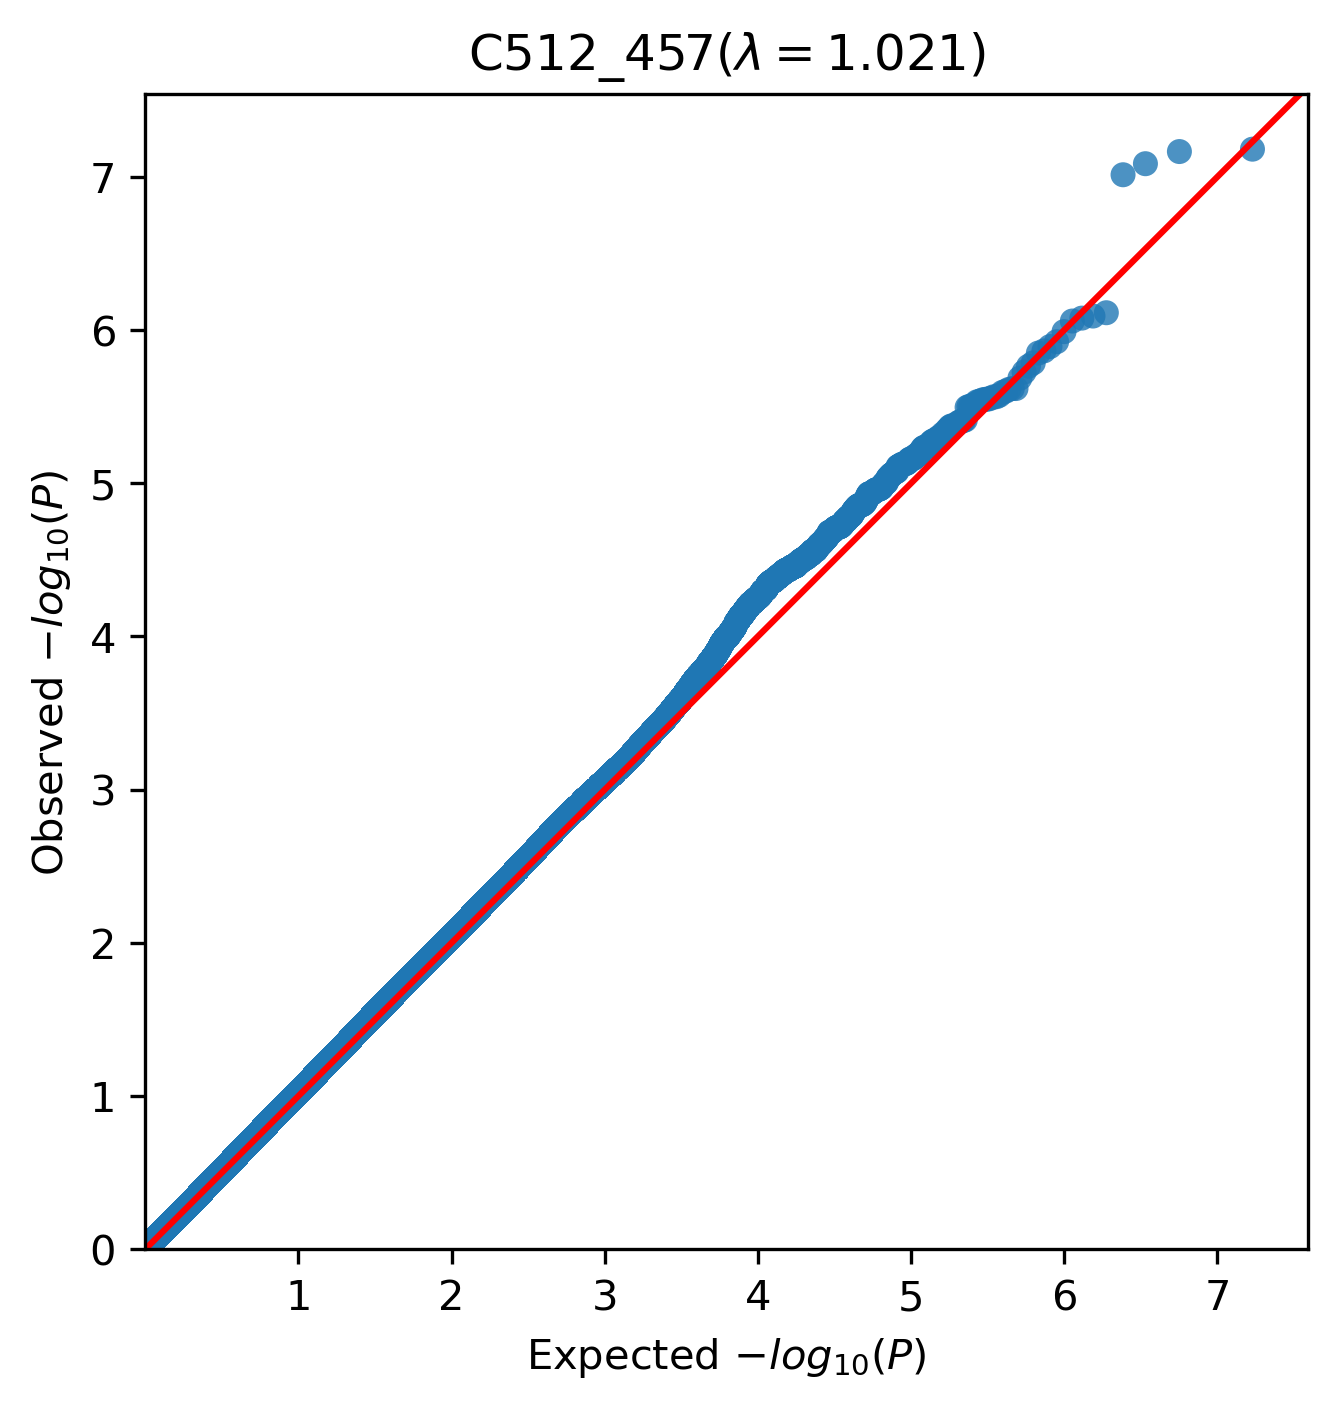 C512_457(λ = 1.021)
Observed −log₁₀(P)
7
6
5
4
3
2
1
0
1 2 3 4 5 6 7
Expected −log₁₀(P)